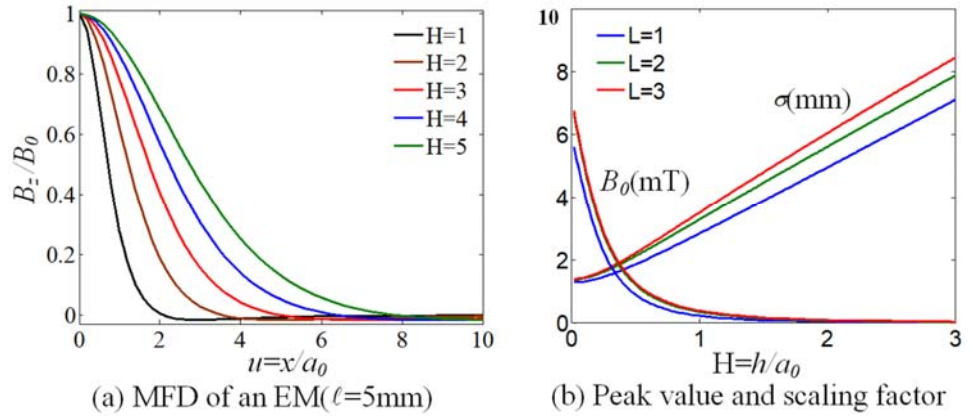 1
0.8
0.6
0.4
0.2
0
B_z/B_0
H=1
H=2
H=3
H=4
H=5
0 2 4 6 8 10
u=x/a_0
(a) MFD of an EM(ℓ=5mm)
10
8
6
4
2
0
L=1
L=2
L=3
σ(mm)
B_0(mT)
0 1 2 3
H=h/a_0
(b) Peak value and scaling factor